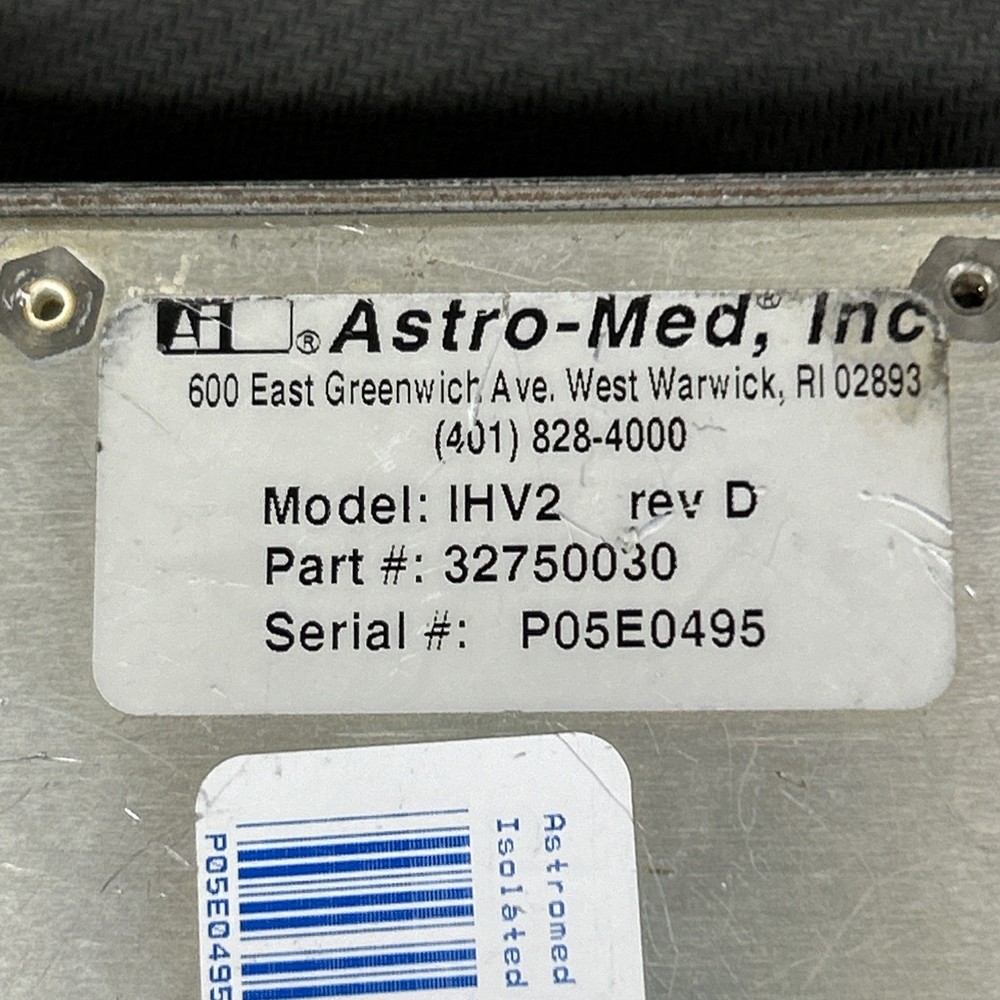 ® Astro-Med,® Inc
600 East Greenwich Ave. West Warwick, RI 02893
(401) 828-4000
Model: IHV2 rev D
Part #: 32750030
Serial #: P05E0495
Astromed
Isolated
P05E0495